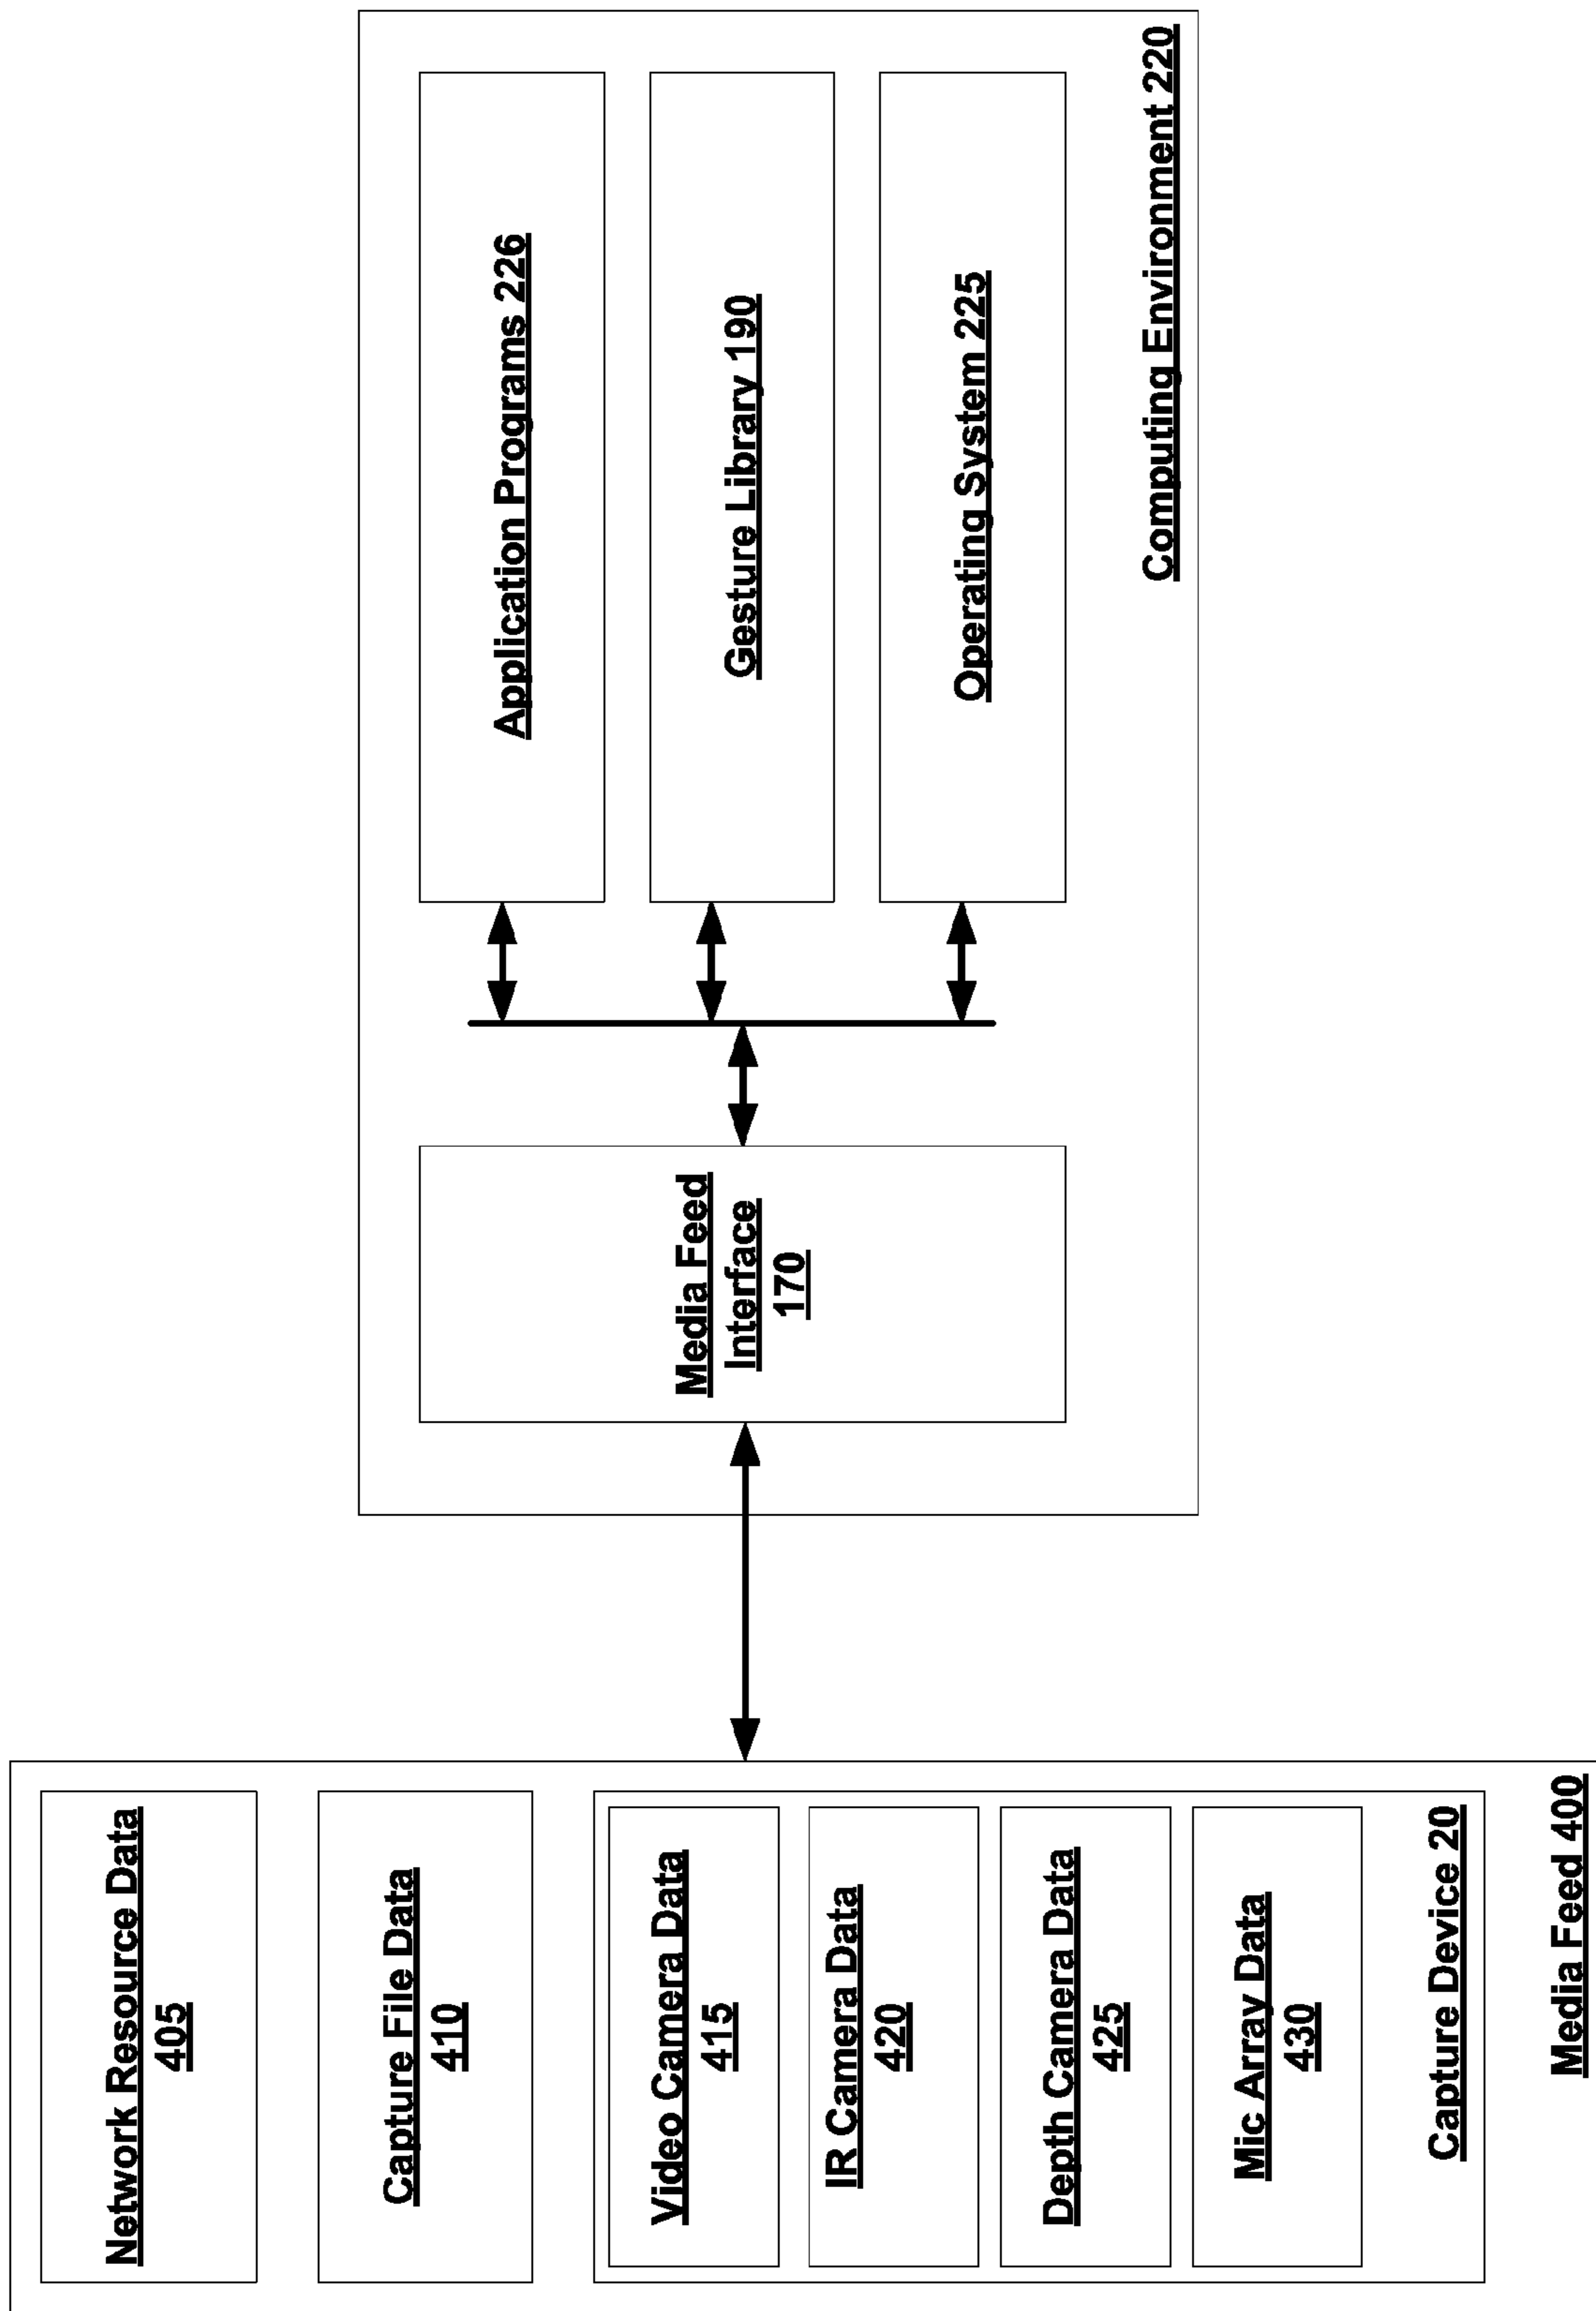 Network Resource Data
405
Capture File Data
410
Video Camera Data
415
IR Camera Data
420
Depth Camera Data
425
Mic Array Data
430
Capture Device 20
Media Feed 400
Media Feed
Interface
170
Application Programs 226
Gesture Library 190
Operating System 225
Computing Environment 220